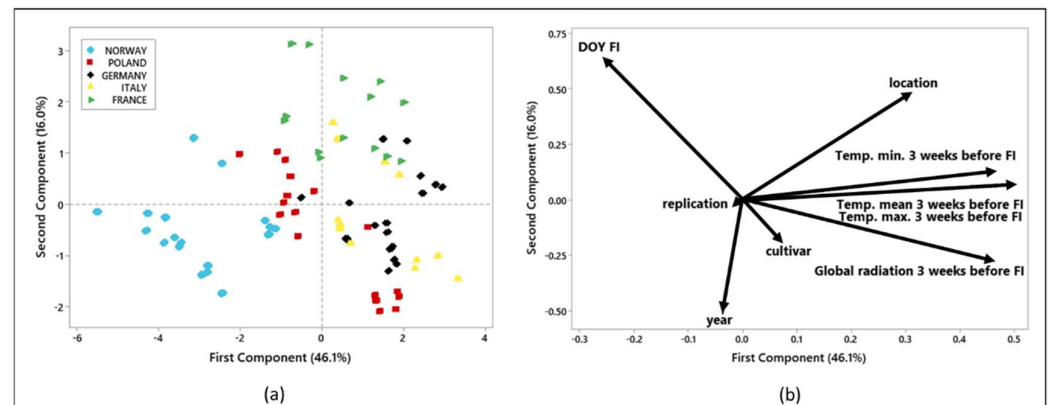 3
2
1
0
-1
-2
Second Component (16.0%)
NORWAY
POLAND
GERMANY
ITALY
FRANCE
-6
-4
-2
0
2
4
First Component (46.1%)
(a)
0.75
0.50
0.25
0.00
-0.25
-0.50
Second Component (16.0%)
DOY FI
location
Temp. min. 3 weeks before FI
replication
Temp. mean 3 weeks before FI
Temp. max. 3 weeks before FI
cultivar
Global radiation 3 weeks before FI
year
-0.3
-0.2
-0.1
0.0
0.1
0.2
0.3
0.4
0.5
First Component (46.1%)
(b)